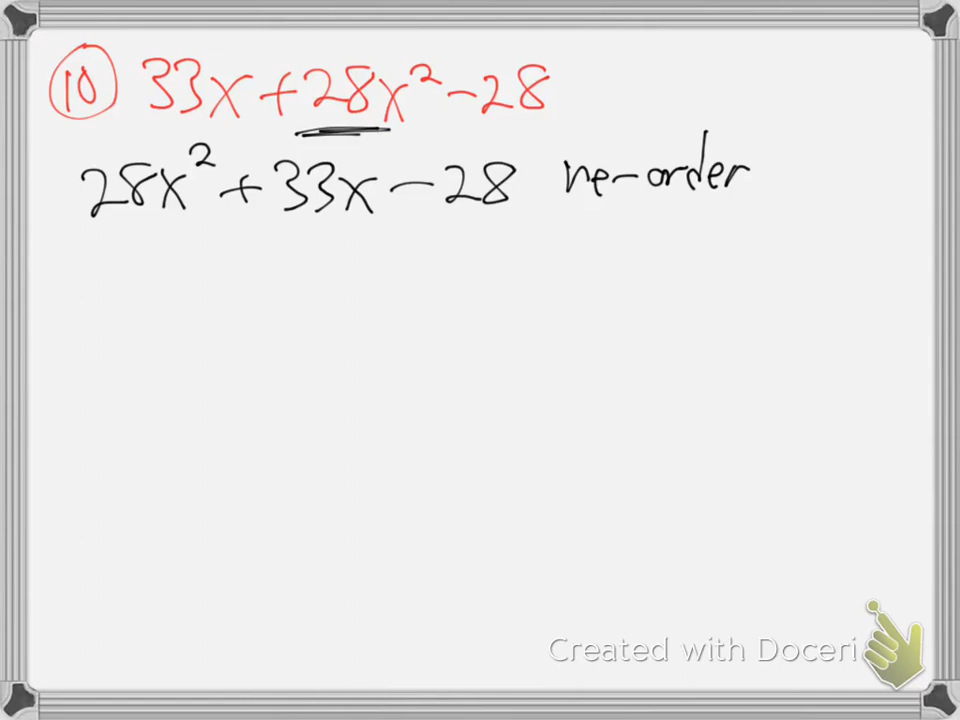 10 33x + 28x² - 28
28x² + 33x - 28 re-order
Created with Doceri